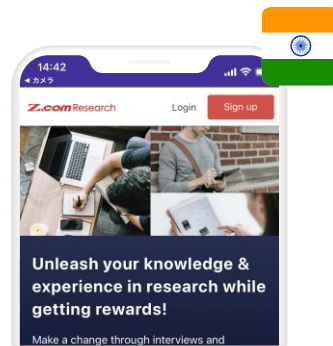 14:42
◀ カメラ
Z.com Research
Login
Sign up
Unleash your knowledge &
experience in research while
getting rewards!
Make a change through interviews and